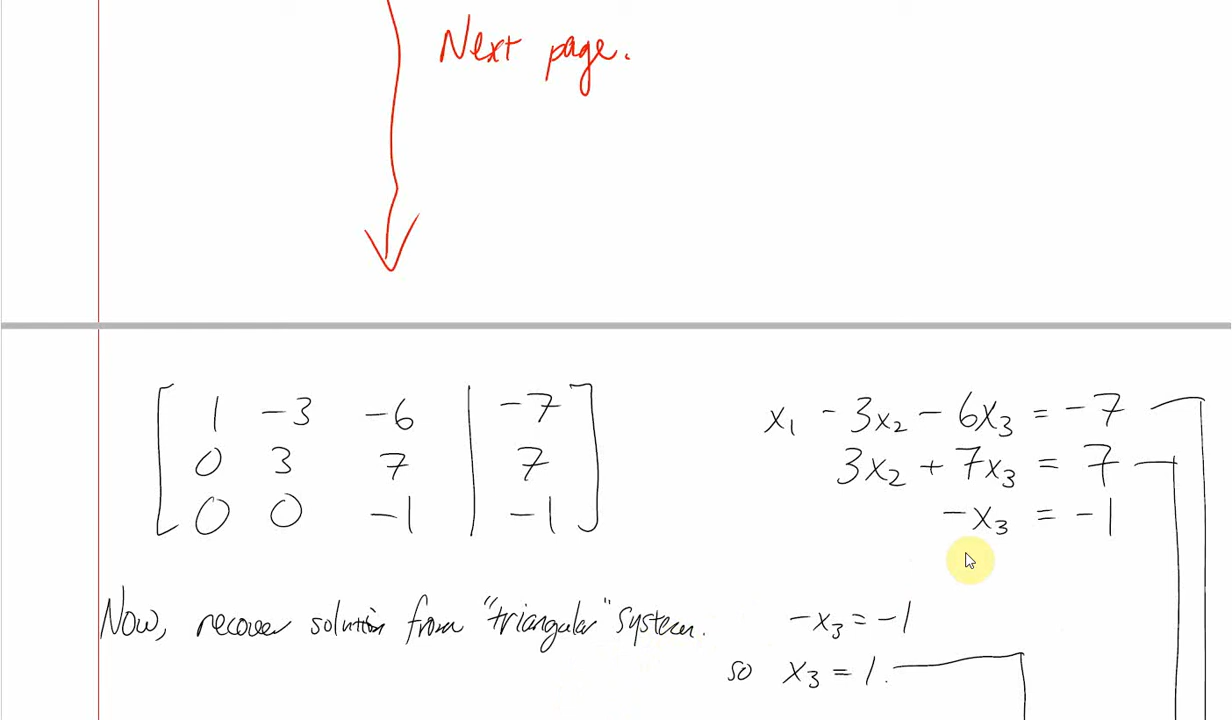 Next page.
1 -3 -6 | -7
0 3 7 | 7
0 0 -1 | -1
x₁ - 3x₂ - 6x₃ = -7
3x₂ + 7x₃ = 7
-x₃ = -1
Now, recover solution from "triangular" system.
-x₃ = -1
so x₃ = 1.